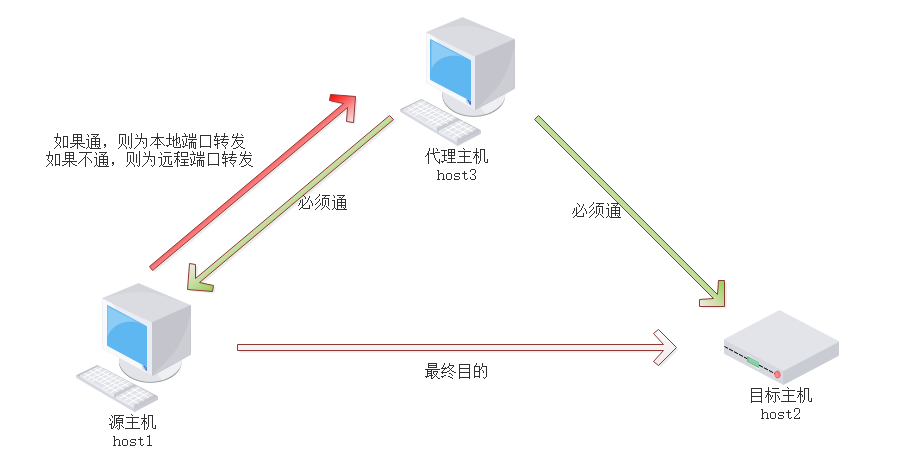 代理主机
host3
如果通，则为本地端口转发
如果不通，则为远程端口转发
必须通
必须通
最终目的
源主机
host1
目标主机
host2